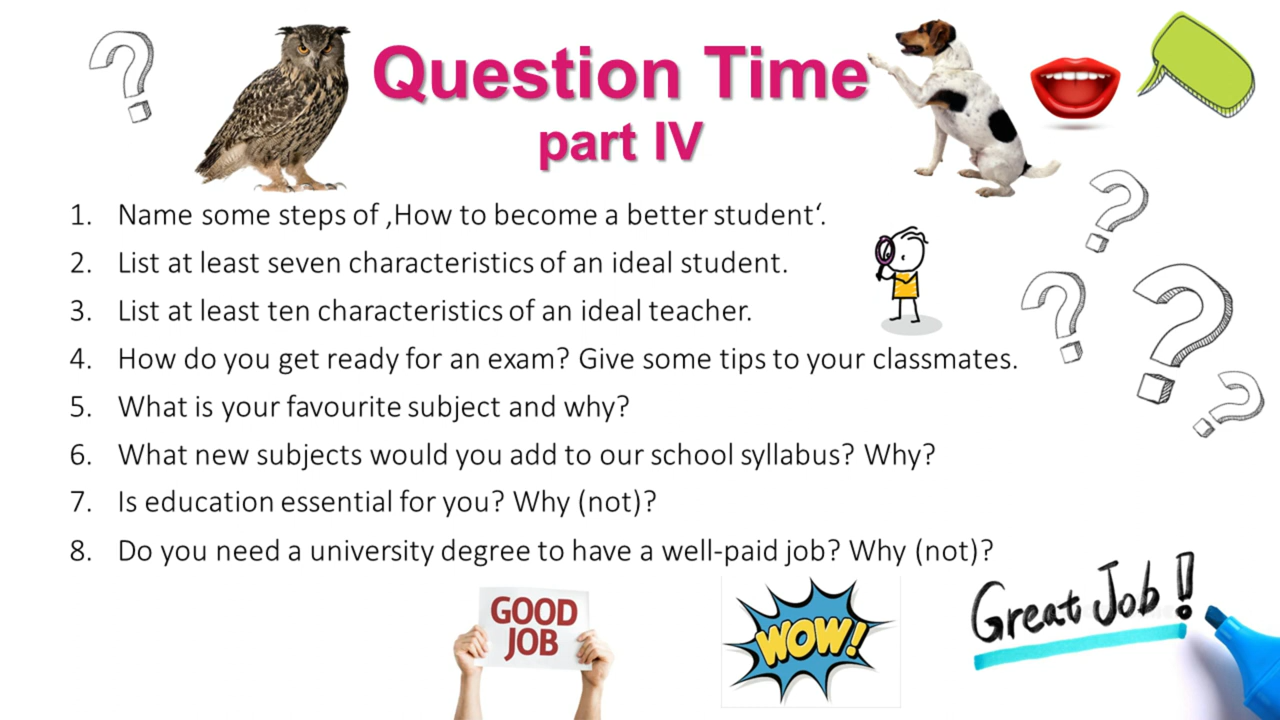 Question Time
part IV
1. Name some steps of ‚How to become a better student‘.
2. List at least seven characteristics of an ideal student.
3. List at least ten characteristics of an ideal teacher.
4. How do you get ready for an exam? Give some tips to your classmates.
5. What is your favourite subject and why?
6. What new subjects would you add to our school syllabus? Why?
7. Is education essential for you? Why (not)?
8. Do you need a university degree to have a well-paid job? Why (not)?
GOOD
JOB
WOW!
Great Job!